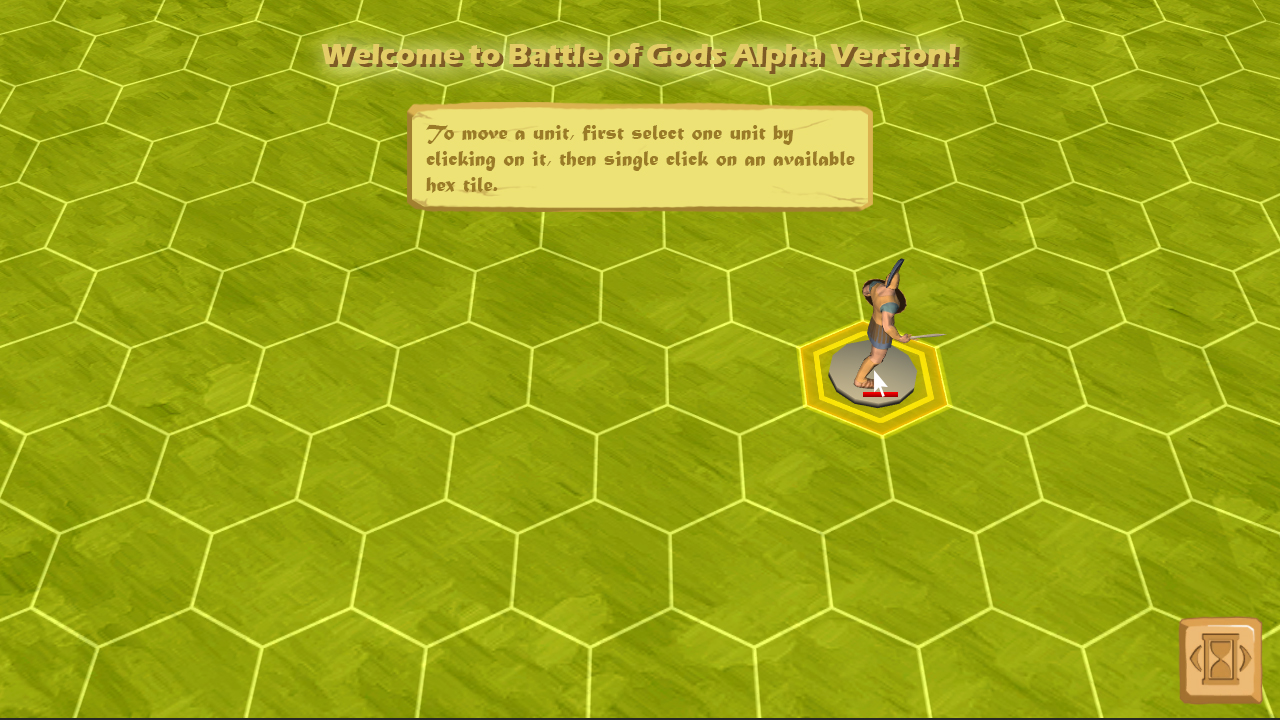 Welcome to Battle of Gods Alpha Version!
To move a unit, first select one unit by
clicking on it, then single click on an available
hex tile.